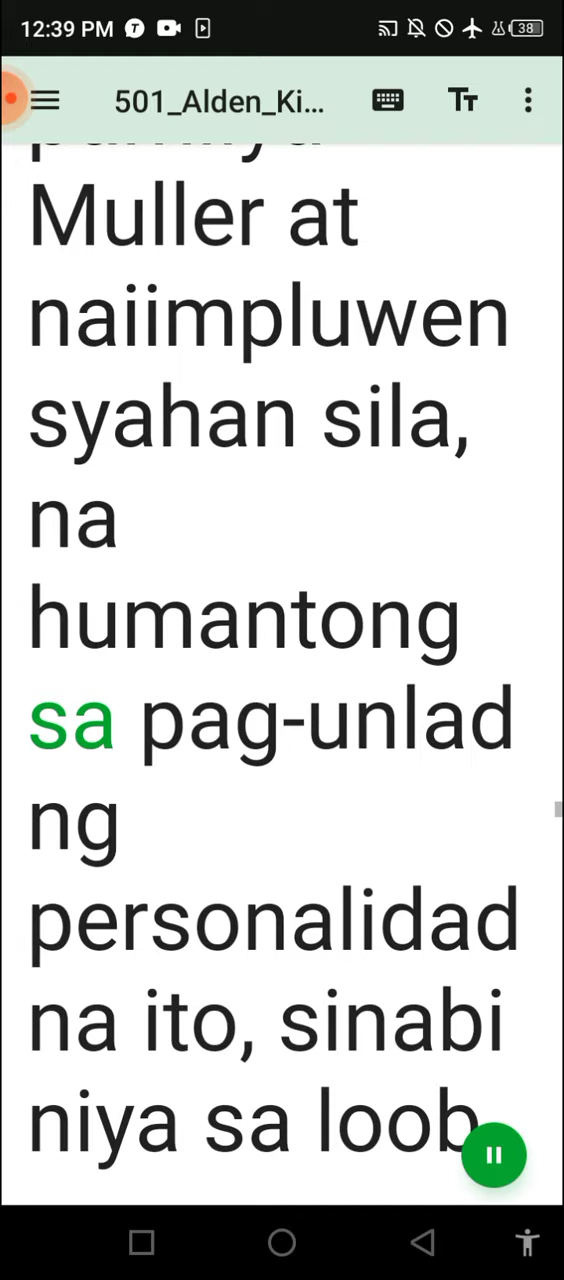 12:39 PM
38
501_Alden_Ki...
Muller at
naiimpluwen
syahan sila,
na
humantong
sa pag-unlad
ng
personalidad
na ito, sinabi
niya sa loob